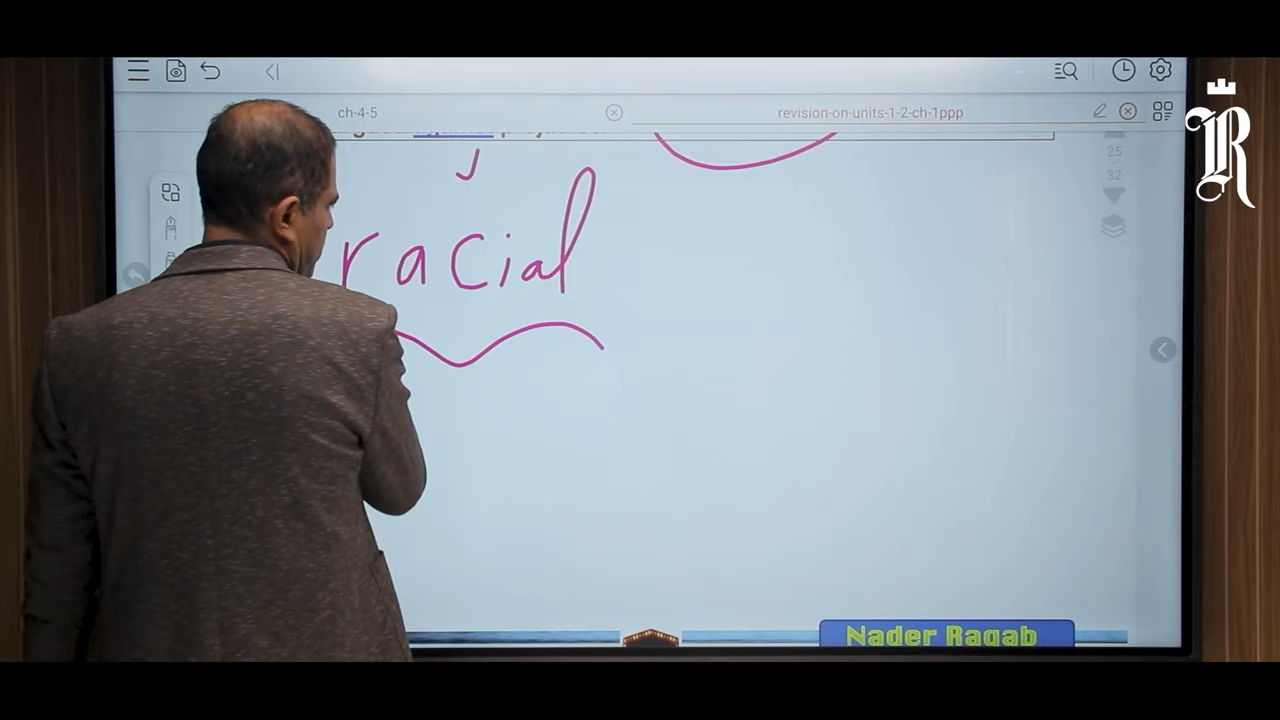 ch-4-5
revision-on-units-1-2-ch-1ppp
25
32
racial
Nader Ragab
R